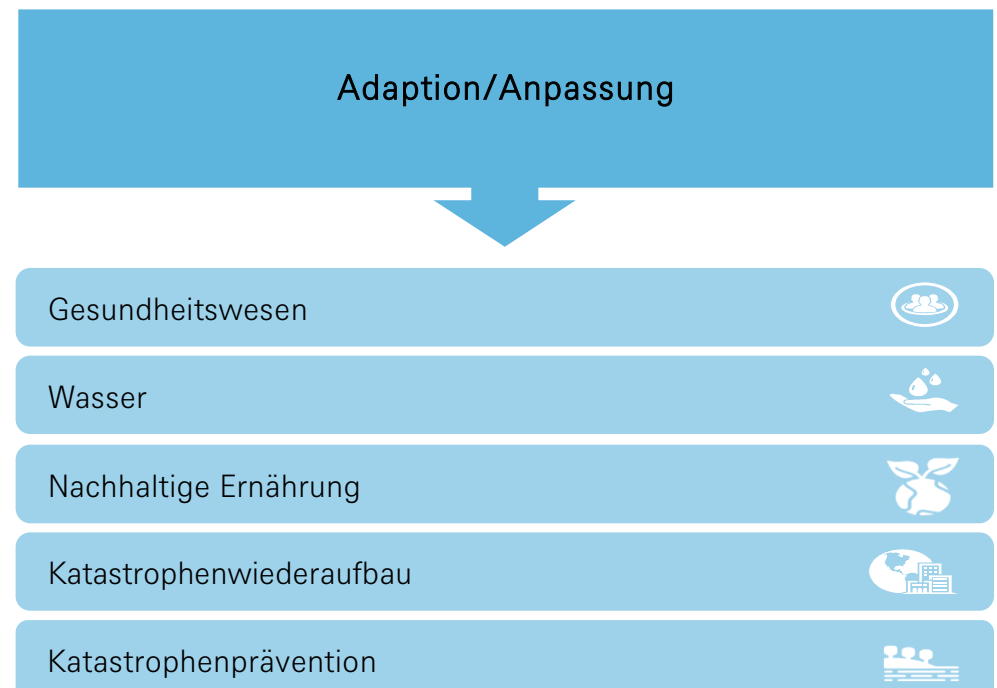 Adaption/Anpassung
Gesundheitswesen
Wasser
Nachhaltige Ernährung
Katastrophenwiederaufbau
Katastrophenprävention